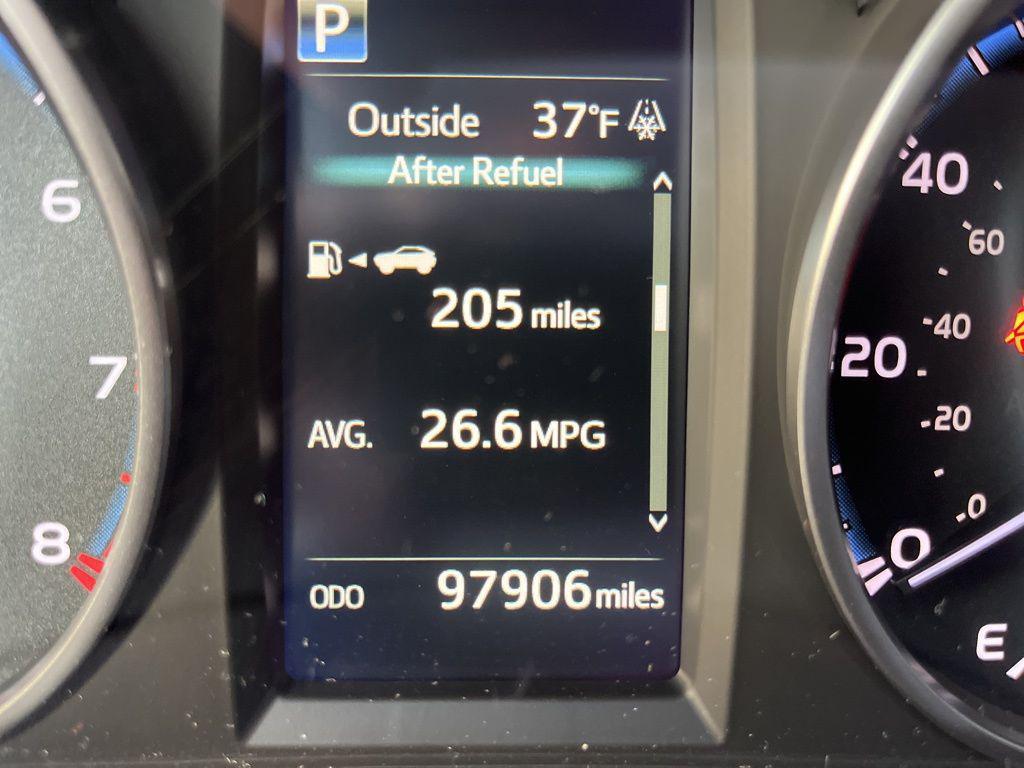 P
Outside 37°F
After Refuel
205 miles
AVG. 26.6 MPG
ODO 97906 miles
6
7
8
40
60
40
20
20
0
0
E